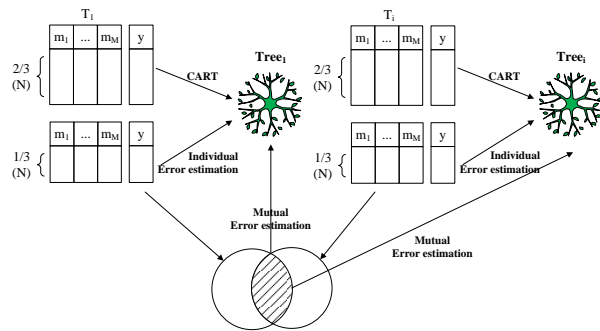 T1
m1 ... mM y
2/3
(N)
Tree1
CART
m1 ... mM y
1/3
(N)
Individual
Error estimation
Ti
m1 ... mM y
2/3
(N)
Treei
CART
m1 ... mM y
1/3
(N)
Individual
Error estimation
Mutual
Error estimation
Mutual
Error estimation